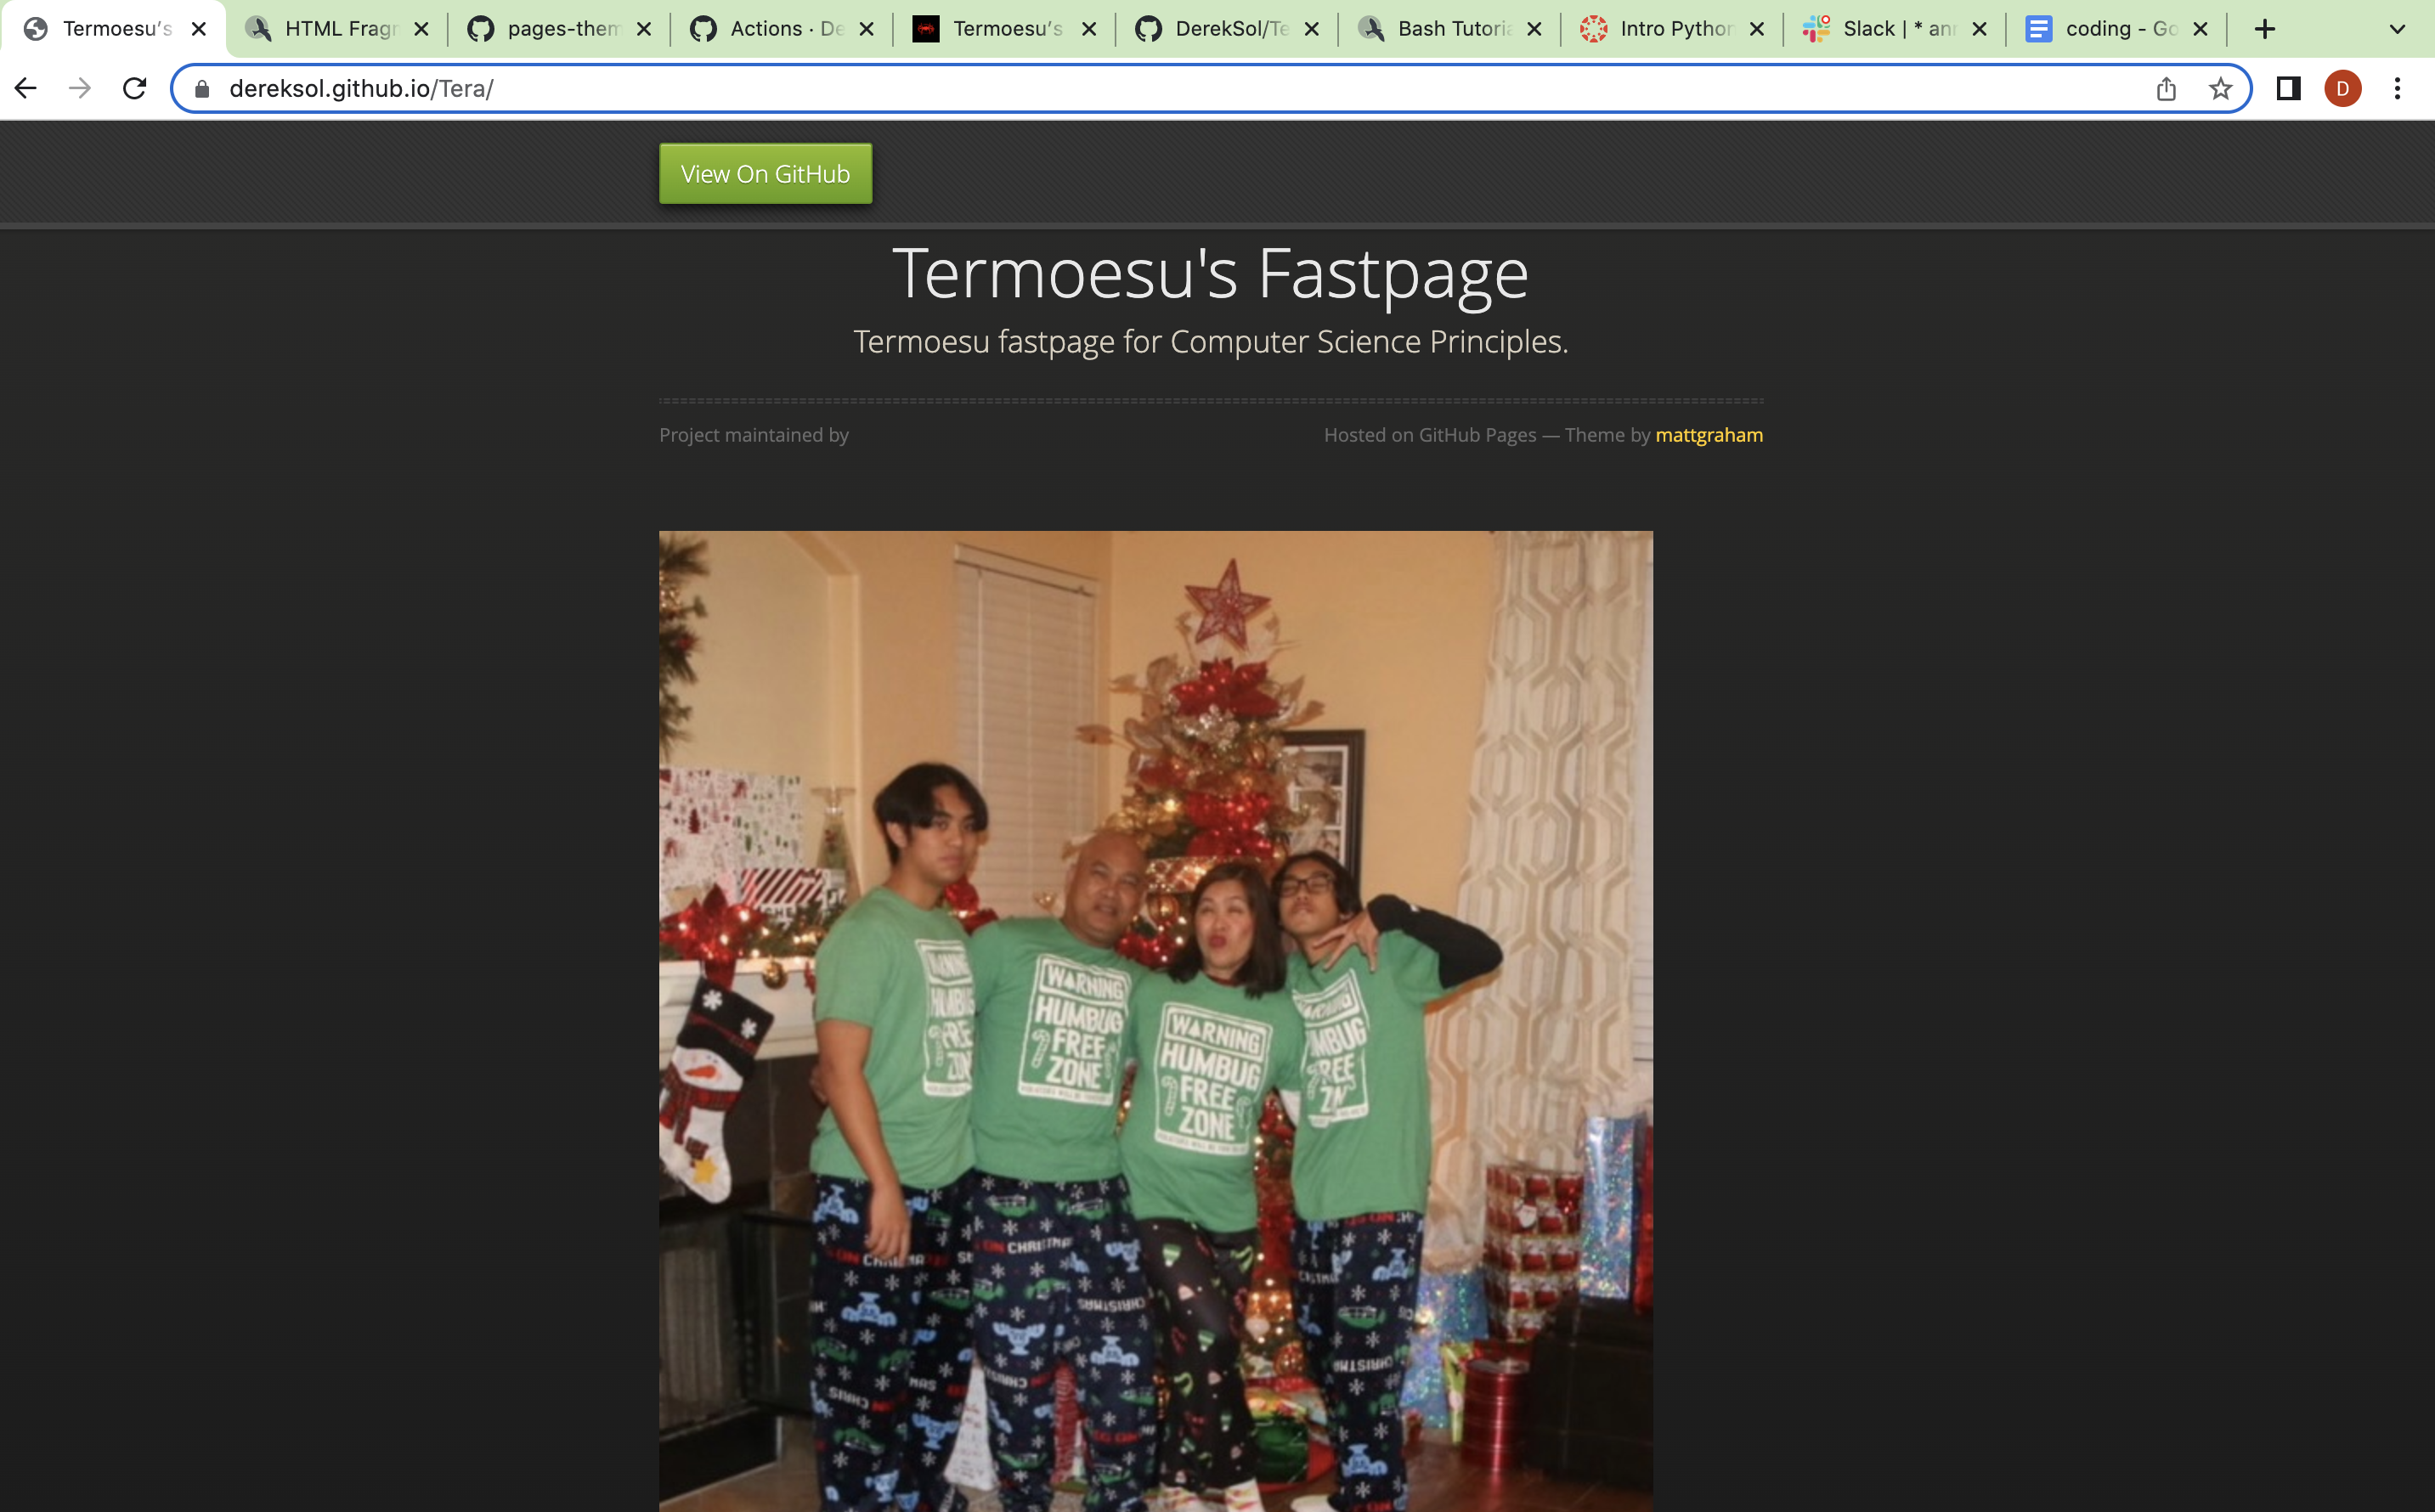 Termoesu's
HTML Fragr
pages-them
Actions · De
Termoesu's
DerekSol/Te
Bash Tutoria
Intro Python
Slack | * anr
coding - Go
dereksol.github.io/Tera/
D
View On GitHub
Termoesu's Fastpage
Termoesu fastpage for Computer Science Principles.
Project maintained by
Hosted on GitHub Pages — Theme by mattgraham
WARNING
HUMBUG
FREE
ZONE
WARNING
HUMBUG
FREE
ZONE
CHRISTMAS